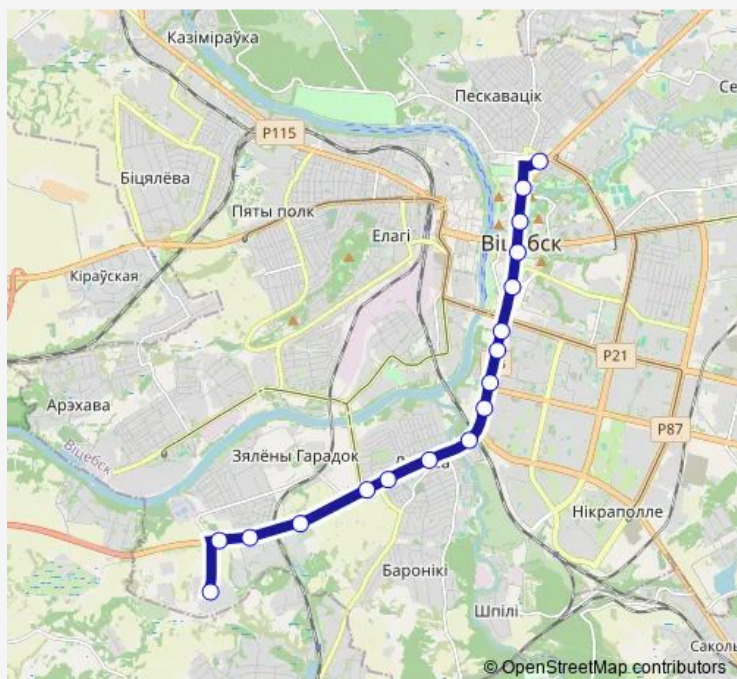 Казіміраўка
Пескавацік
Се
P115
Біцялёва
Пяты полк
Елагі
Віцебск
Кіраўская
P21
Арэхава
Віцебск
P87
Зялёны Гарадок
Нікраполле
Баронікі
Шпілі
Саколь
© OpenStreetMap contributors